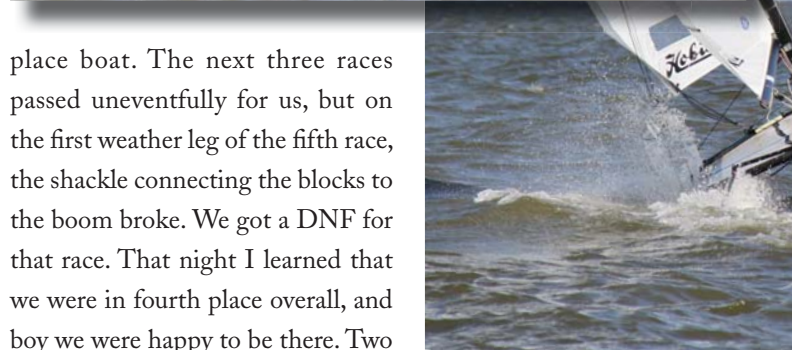 place boat. The next three races
passed uneventfully for us, but on
the first weather leg of the fifth race,
the shackle connecting the blocks to
the boom broke. We got a DNF for
that race. That night I learned that
we were in fourth place overall, and
boy we were happy to be there. Two
Hobie